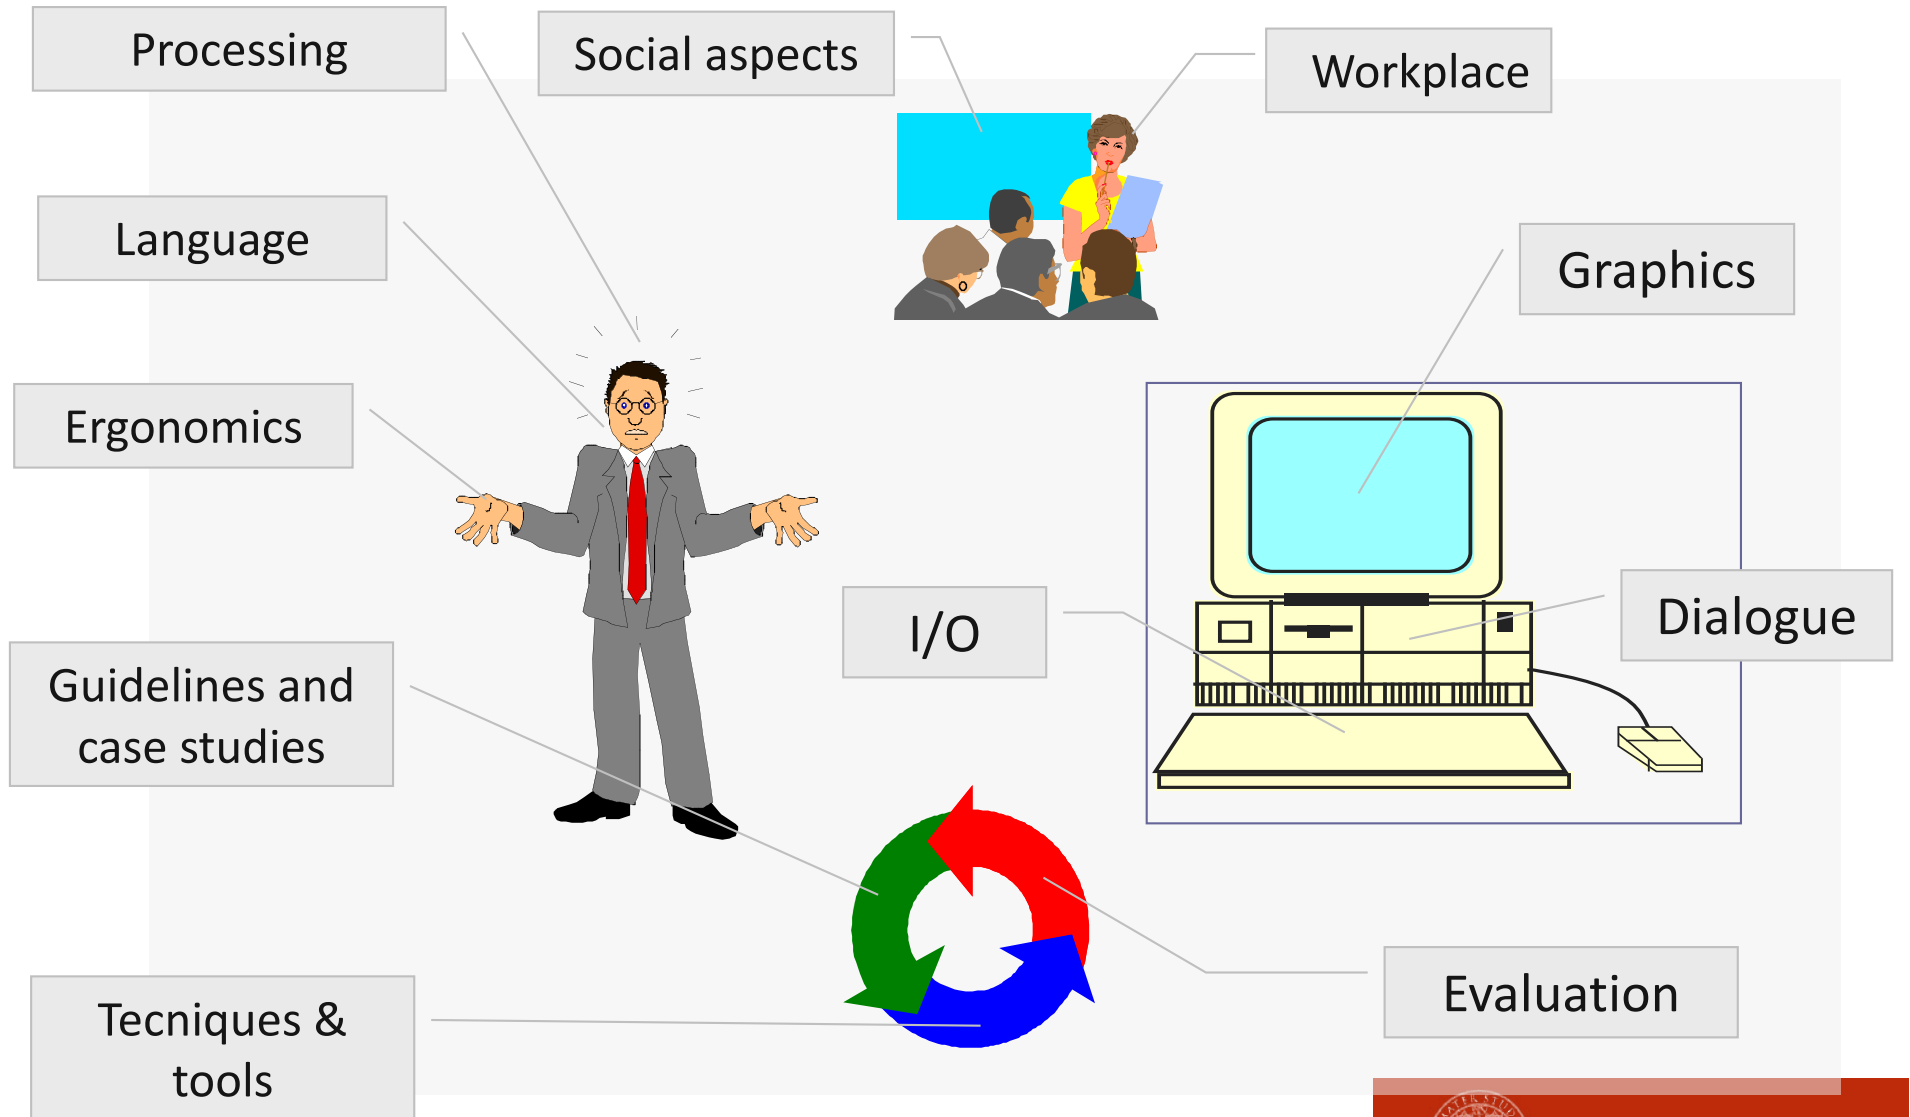 Processing
Social aspects
Workplace
Language
Graphics
Ergonomics
I/O
Dialogue
Guidelines and
case studies
Evaluation
Tecniques &
tools